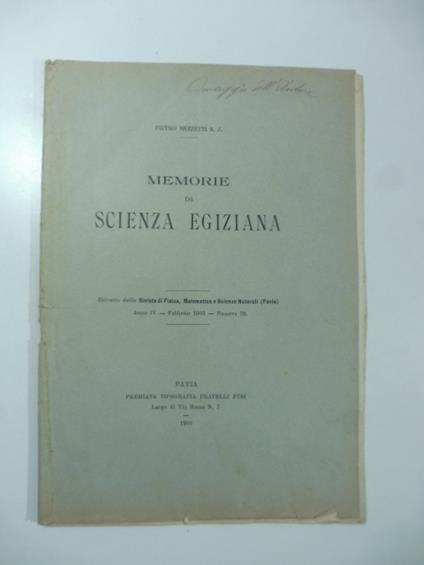 Omaggio dell'Autore
PIETRO MEZZETTI S. J.
MEMORIE
DI
SCIENZA EGIZIANA
Estratto dalla Rivista di Fisica, Matematica e Scienze Naturali (Pavia)
Anno IV — Febbraio 1903 — Numero 38.
PAVIA
PREMIATA TIPOGRAFIA FRATELLI FUSI
Largo di Via Roma N. 7
1903